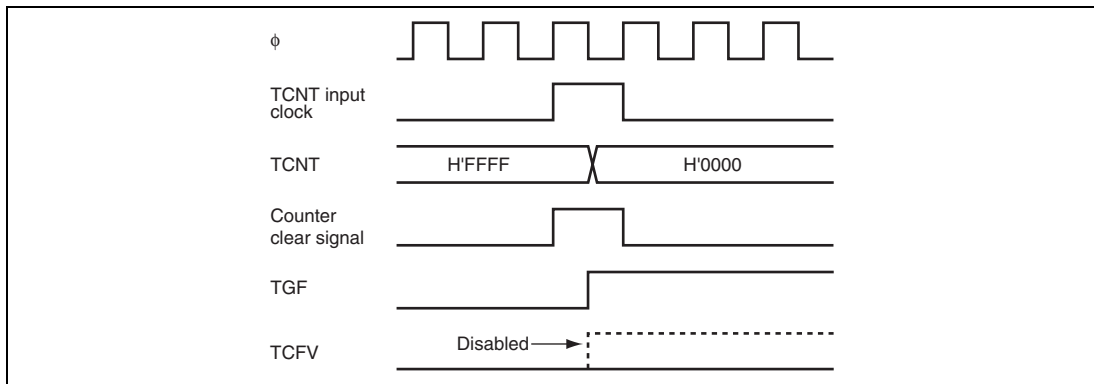 ϕ
TCNT input
clock
TCNT
H'FFFF
H'0000
Counter
clear signal
TGF
Disabled
TCFV